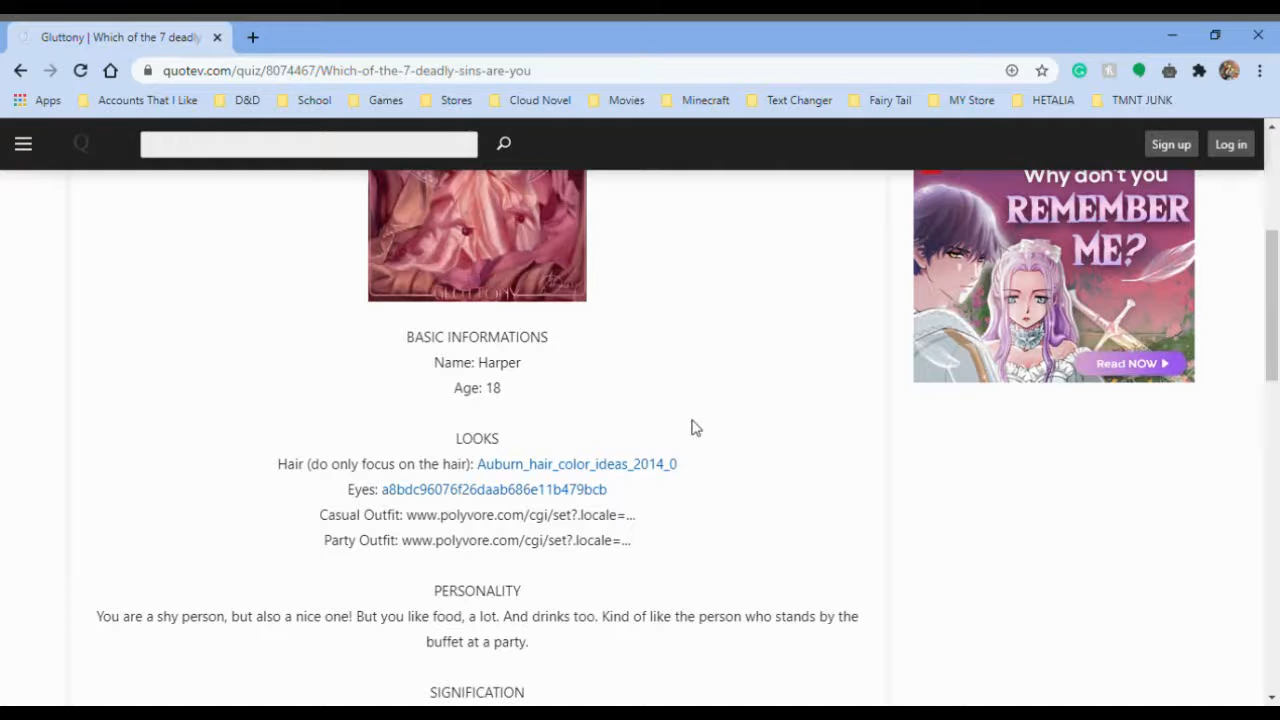 Gluttony | Which of the 7 deadly
quotev.com/quiz/8074467/Which-of-the-7-deadly-sins-are-you
Apps Accounts That I Like D&D School Games Stores Cloud Novel Movies Minecraft Text Changer Fairy Tail MY Store HETALIA TMNT JUNK
Q Sign up Log in
GLUTTONY
Why don't you
REMEMBER
ME?
Read NOW
BASIC INFORMATIONS
Name: Harper
Age: 18
LOOKS
Hair (do only focus on the hair): Auburn_hair_color_ideas_2014_0
Eyes: a8bdc96076f26daab686e11b479bcb
Casual Outfit: www.polyvore.com/cgi/set?.locale=...
Party Outfit: www.polyvore.com/cgi/set?.locale=...
PERSONALITY
You are a shy person, but also a nice one! But you like food, a lot. And drinks too. Kind of like the person who stands by the
buffet at a party.
SIGNIFICATION